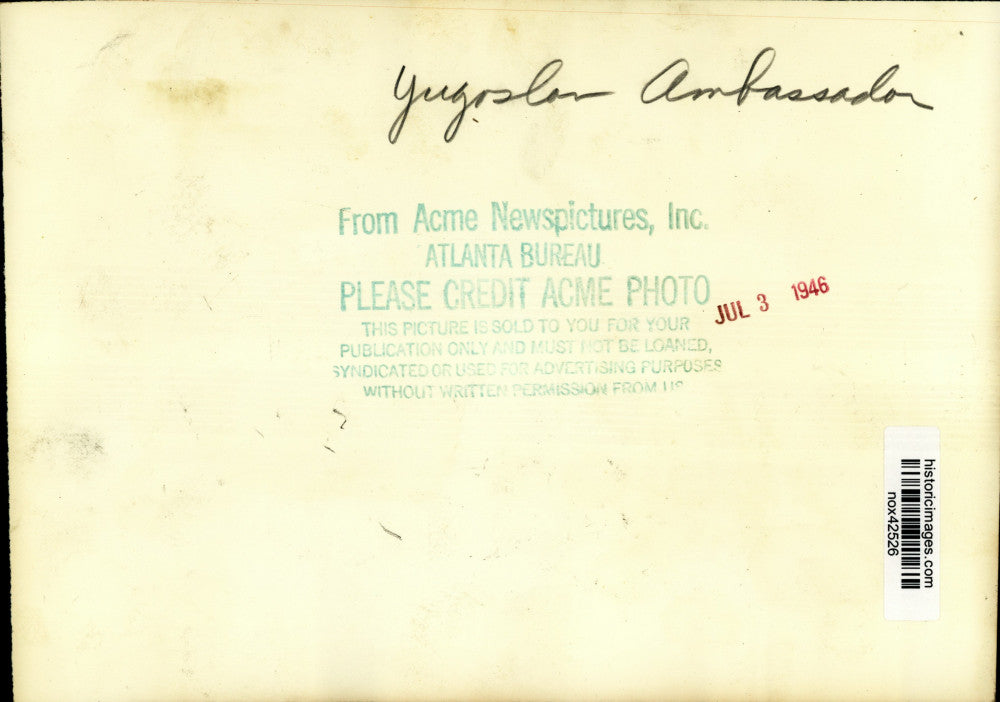 Yugoslav Ambassador
From Acme Newspictures, Inc.
ATLANTA BUREAU
PLEASE CREDIT ACME PHOTO
JUL 3 1946
THIS PICTURE IS SOLD TO YOU FOR YOUR
PUBLICATION ONLY AND MUST NOT BE LOANED,
SYNDICATED OR USED FOR ADVERTISING PURPOSES
WITHOUT WRITTEN PERMISSION FROM US
historicimages.com
nox42526